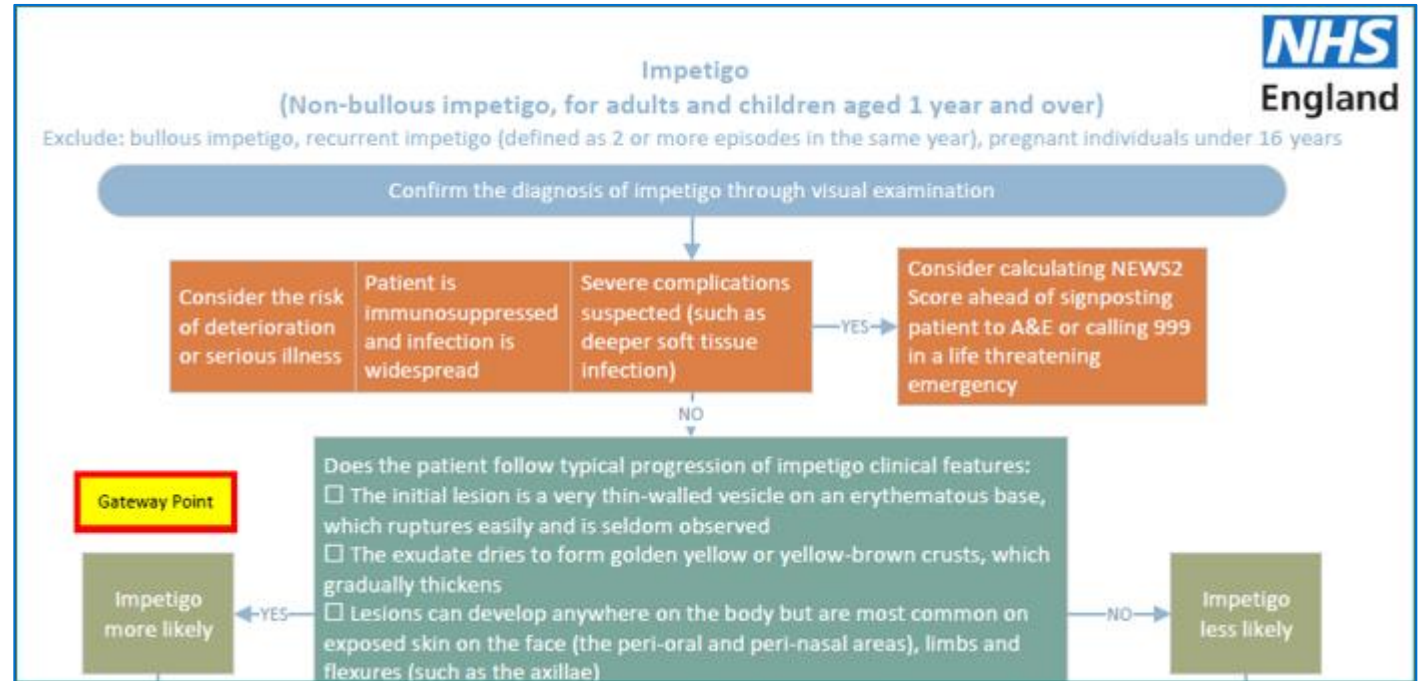 NHS
England
Impetigo
(Non-bullous impetigo, for adults and children aged 1 year and over)
Exclude: bullous impetigo, recurrent impetigo (defined as 2 or more episodes in the same year), pregnant individuals under 16 years
Confirm the diagnosis of impetigo through visual examination
Consider the risk
of deterioration
or serious illness
Patient is
immunosuppressed
and infection is
widespread
Severe complications
suspected (such as
deeper soft tissue
infection)
YES
Consider calculating NEWS2
Score ahead of signposting
patient to A&E or calling 999
in a life threatening
emergency
NO
Gateway Point
Does the patient follow typical progression of impetigo clinical features:
☐ The initial lesion is a very thin-walled vesicle on an erythematous base,
which ruptures easily and is seldom observed
☐ The exudate dries to form golden yellow or yellow-brown crusts, which
gradually thickens
☐ Lesions can develop anywhere on the body but are most common on
exposed skin on the face (the peri-oral and peri-nasal areas), limbs and
flexures (such as the axillae)
YES
Impetigo
more likely
NO
Impetigo
less likely